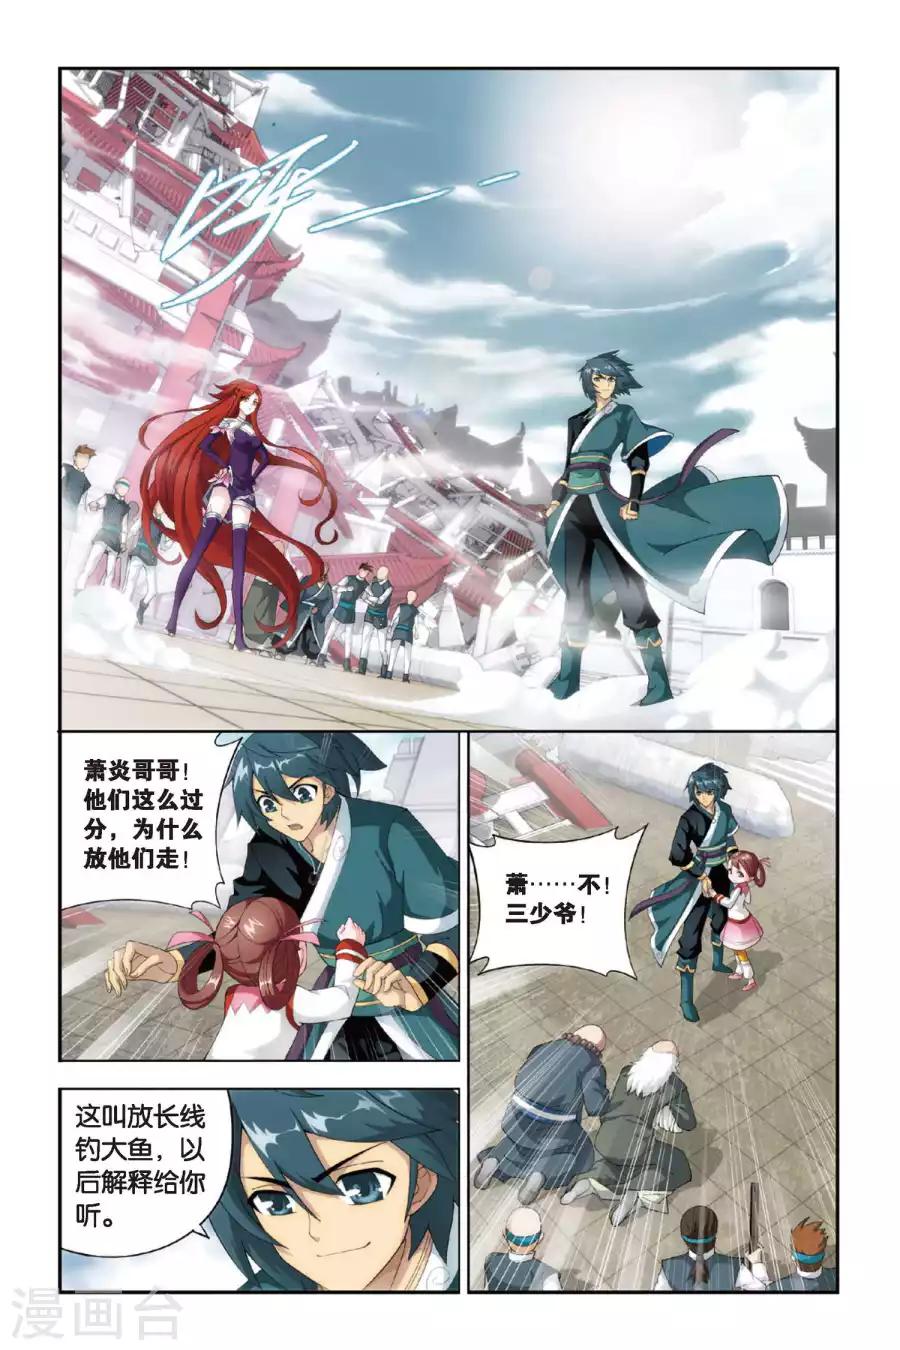 呼——
萧炎哥哥！
他们这么过
分，为什么
放他们走！
这叫放长线
钓大鱼，以
后解释给你
听。
萧……不！
三少爷！
漫画台